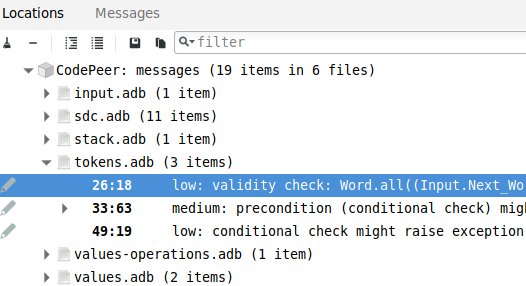 Locations Messages
filter
CodePeer: messages (19 items in 6 files)
input.adb (1 item)
sdc.adb (11 items)
stack.adb (1 item)
tokens.adb (3 items)
26:18 low: validity check: Word.all((Input.Next_Wo
33:63 medium: precondition (conditional check) migh
49:19 low: conditional check might raise exception
values-operations.adb (1 item)
values.adb (2 items)